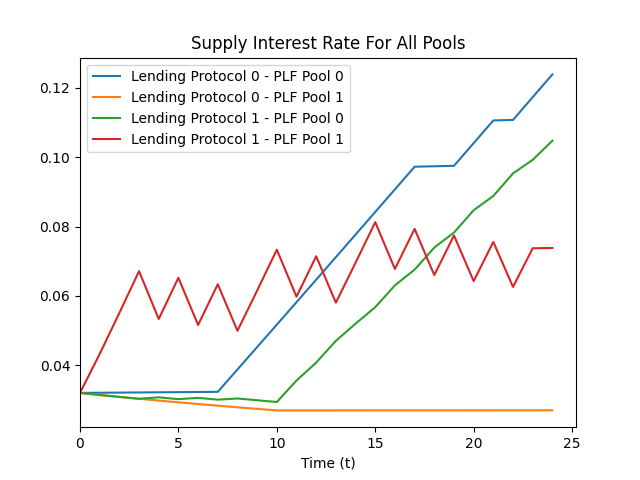 Supply Interest Rate For All Pools
Lending Protocol 0 - PLF Pool 0
Lending Protocol 0 - PLF Pool 1
Lending Protocol 1 - PLF Pool 0
Lending Protocol 1 - PLF Pool 1
0.12
0.10
0.08
0.06
0.04
0 5 10 15 20 25
Time (t)